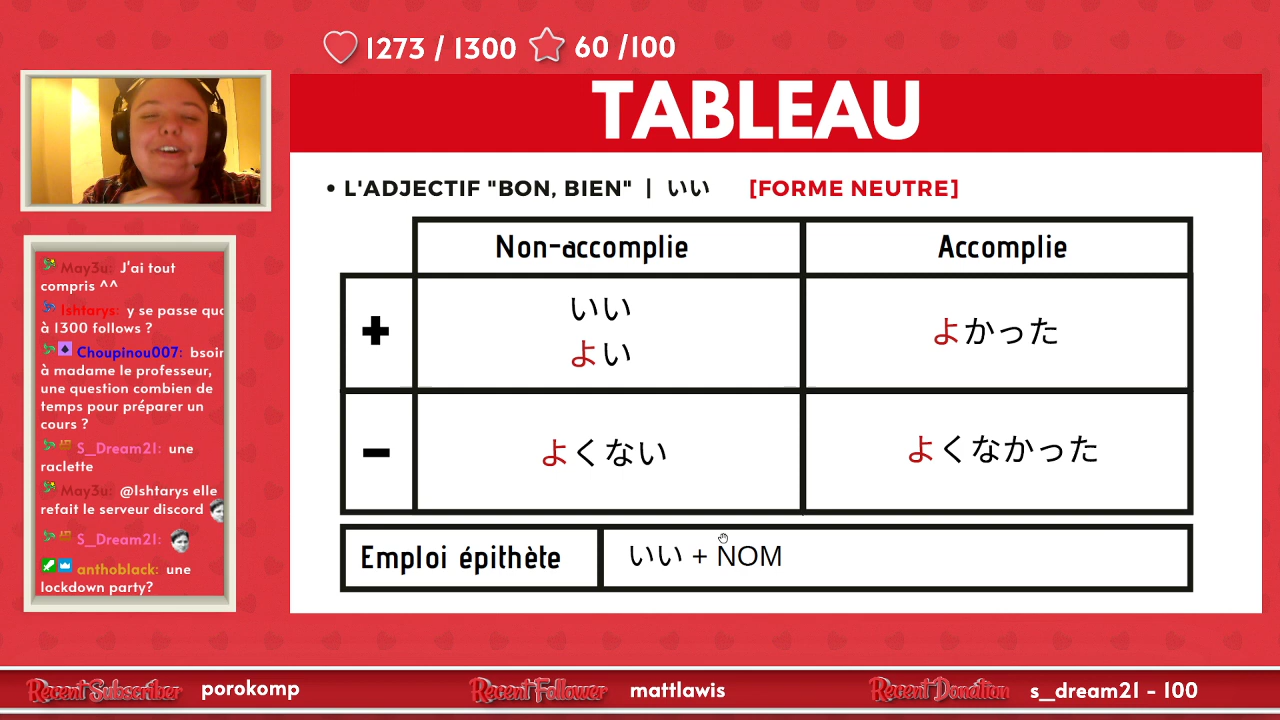 1273 / 1300 60 /100
TABLEAU
• L'ADJECTIF "BON, BIEN" | いい [FORME NEUTRE]
Non-accomplie Accomplie
+ いい よかった
よい
- よくない よくなかった
Emploi épithète いい + NOM
May3u: J'ai tout
compris ^^
Ishtarys: y se passe quo
à 1300 follows ?
Choupinou007: bsoir
à madame le professeur,
une question combien de
temps pour préparer un
cours ?
S_Dream21: une
raclette
May3u: @Ishtarys elle
refait le serveur discord
S_Dream21:
anthoblack: une
lockdown party?
Recent Subscriber porokomp Recent Follower mattlawis Recent Donation s_dream21 - 100